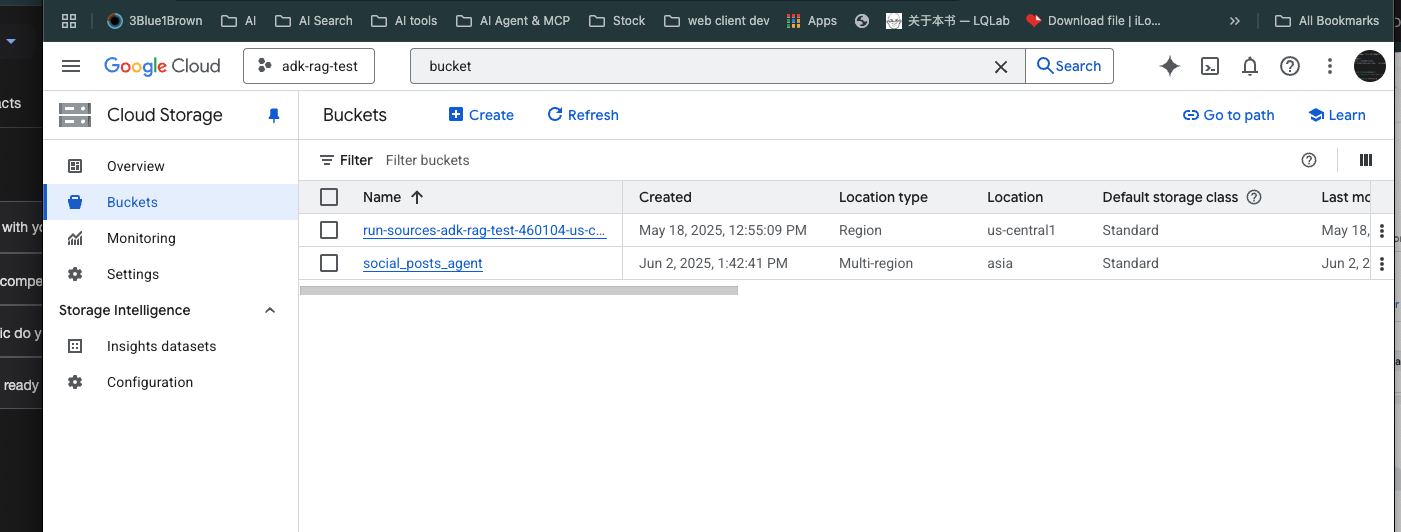 3Blue1Brown AI AI Search AI tools AI Agent & MCP Stock web client dev Apps 关于本书 — LQLab Download file | iLo... » All Bookmarks
Google Cloud adk-rag-test bucket Search
acts
Cloud Storage Buckets Create Refresh Go to path Learn
Overview Filter Filter buckets
Name Created Location type Location Default storage class Last mo
Buckets
with yo
run-sources-adk-rag-test-460104-us-c... May 18, 2025, 12:55:09 PM Region us-central1 Standard May 18,
Monitoring
social_posts_agent Jun 2, 2025, 1:42:41 PM Multi-region asia Standard Jun 2, 2
Settings
compe
Storage Intelligence
ic do y
Insights datasets
Configuration
ready